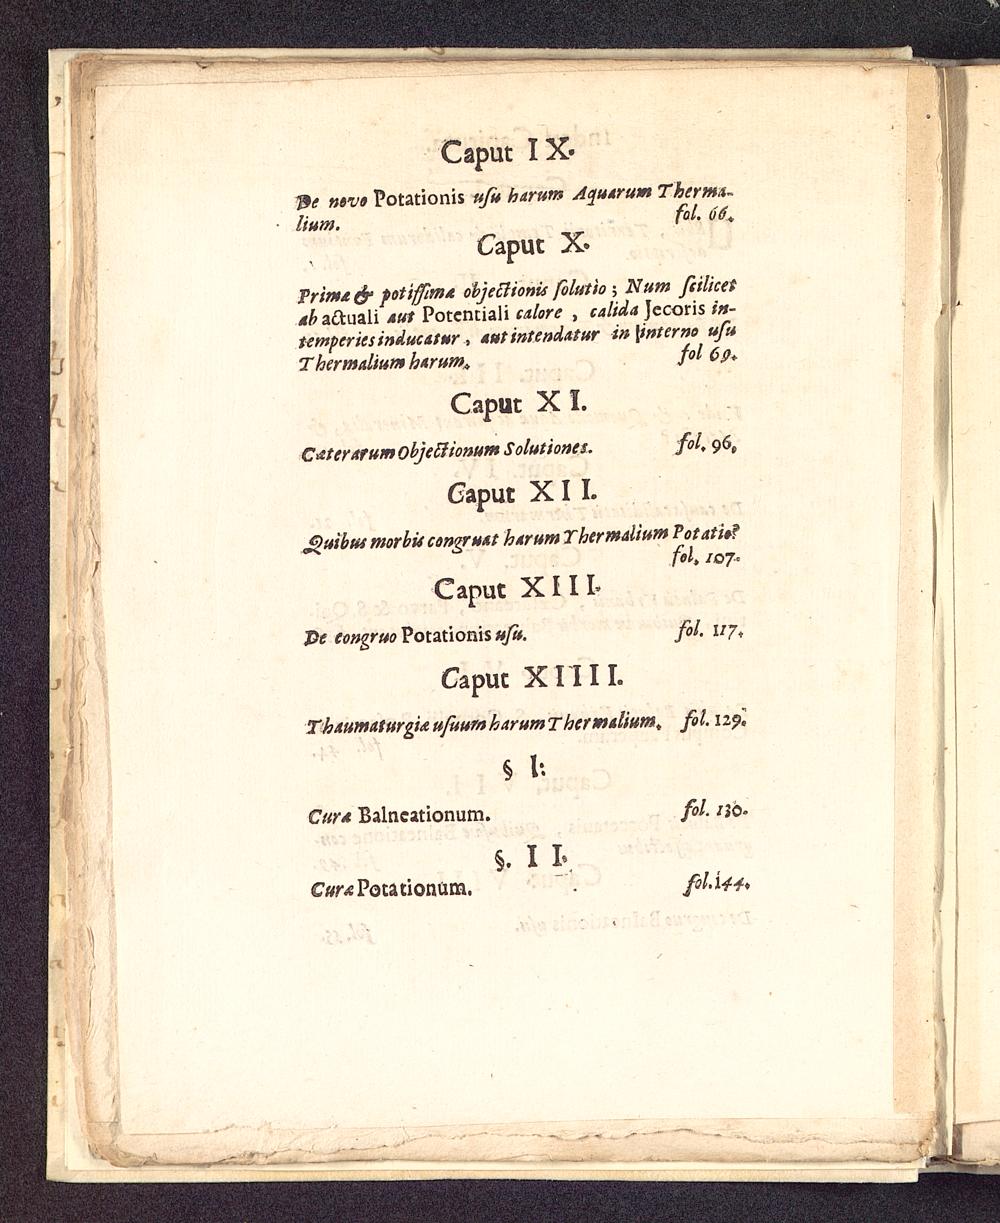 Caput IX.
De novo Potationis uſu harum Aquarum Therma-
lium. fol. 66.
Caput X.
Primæ & potiſſimæ objectionis ſolutio; Num ſcilicet
ab actuali aut Potentiali calore, calida Jecoris in-
temperies inducatur, aut intendatur in interno uſu
Thermalium harum. fol 69.
Caput XI.
Cæterarum Objectionum Solutiones. fol. 96.
Caput XII.
Quibus morbis congruat harum Thermalium Potatio?
fol. 107.
Caput XIII.
De congruo Potationis uſu. fol. 117.
Caput XIIII.
Thaumaturgiæ uſuum harum Thermalium. fol. 129.
§ I:
Curæ Balneationum. fol. 130.
§. II.
Curæ Potationum. fol. 144.